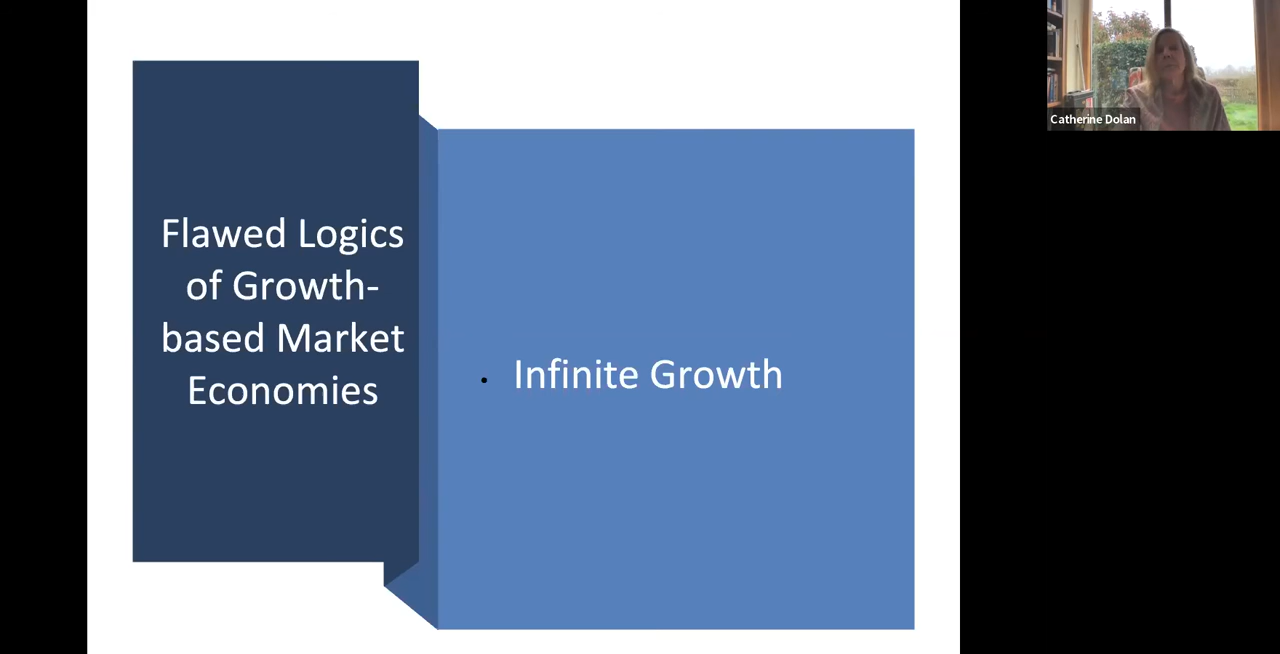 Flawed Logics
of Growth-
based Market
Economies
• Infinite Growth
Catherine Dolan